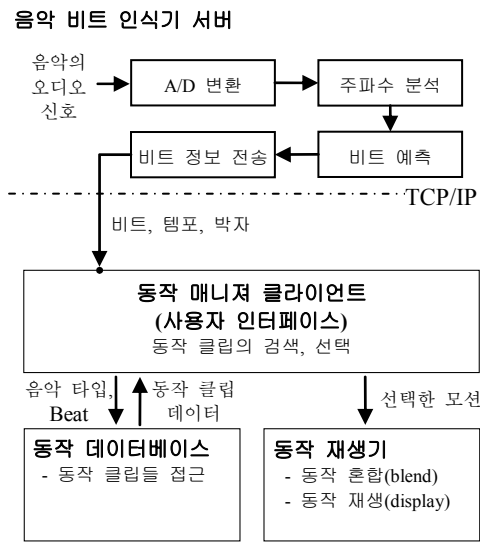 음악 비트 인식기 서버
음악의
오디오
신호
A/D 변환
주파수 분석
비트 정보 전송
비트 예측
TCP/IP
비트, 템포, 박자
동작 매니져 클라이언트
(사용자 인터페이스)
동작 클립의 검색, 선택
음악 타입,
Beat
동작 클립
데이터
선택한 모션
동작 데이터베이스
- 동작 클립들 접근
동작 재생기
- 동작 혼합(blend)
- 동작 재생(display)